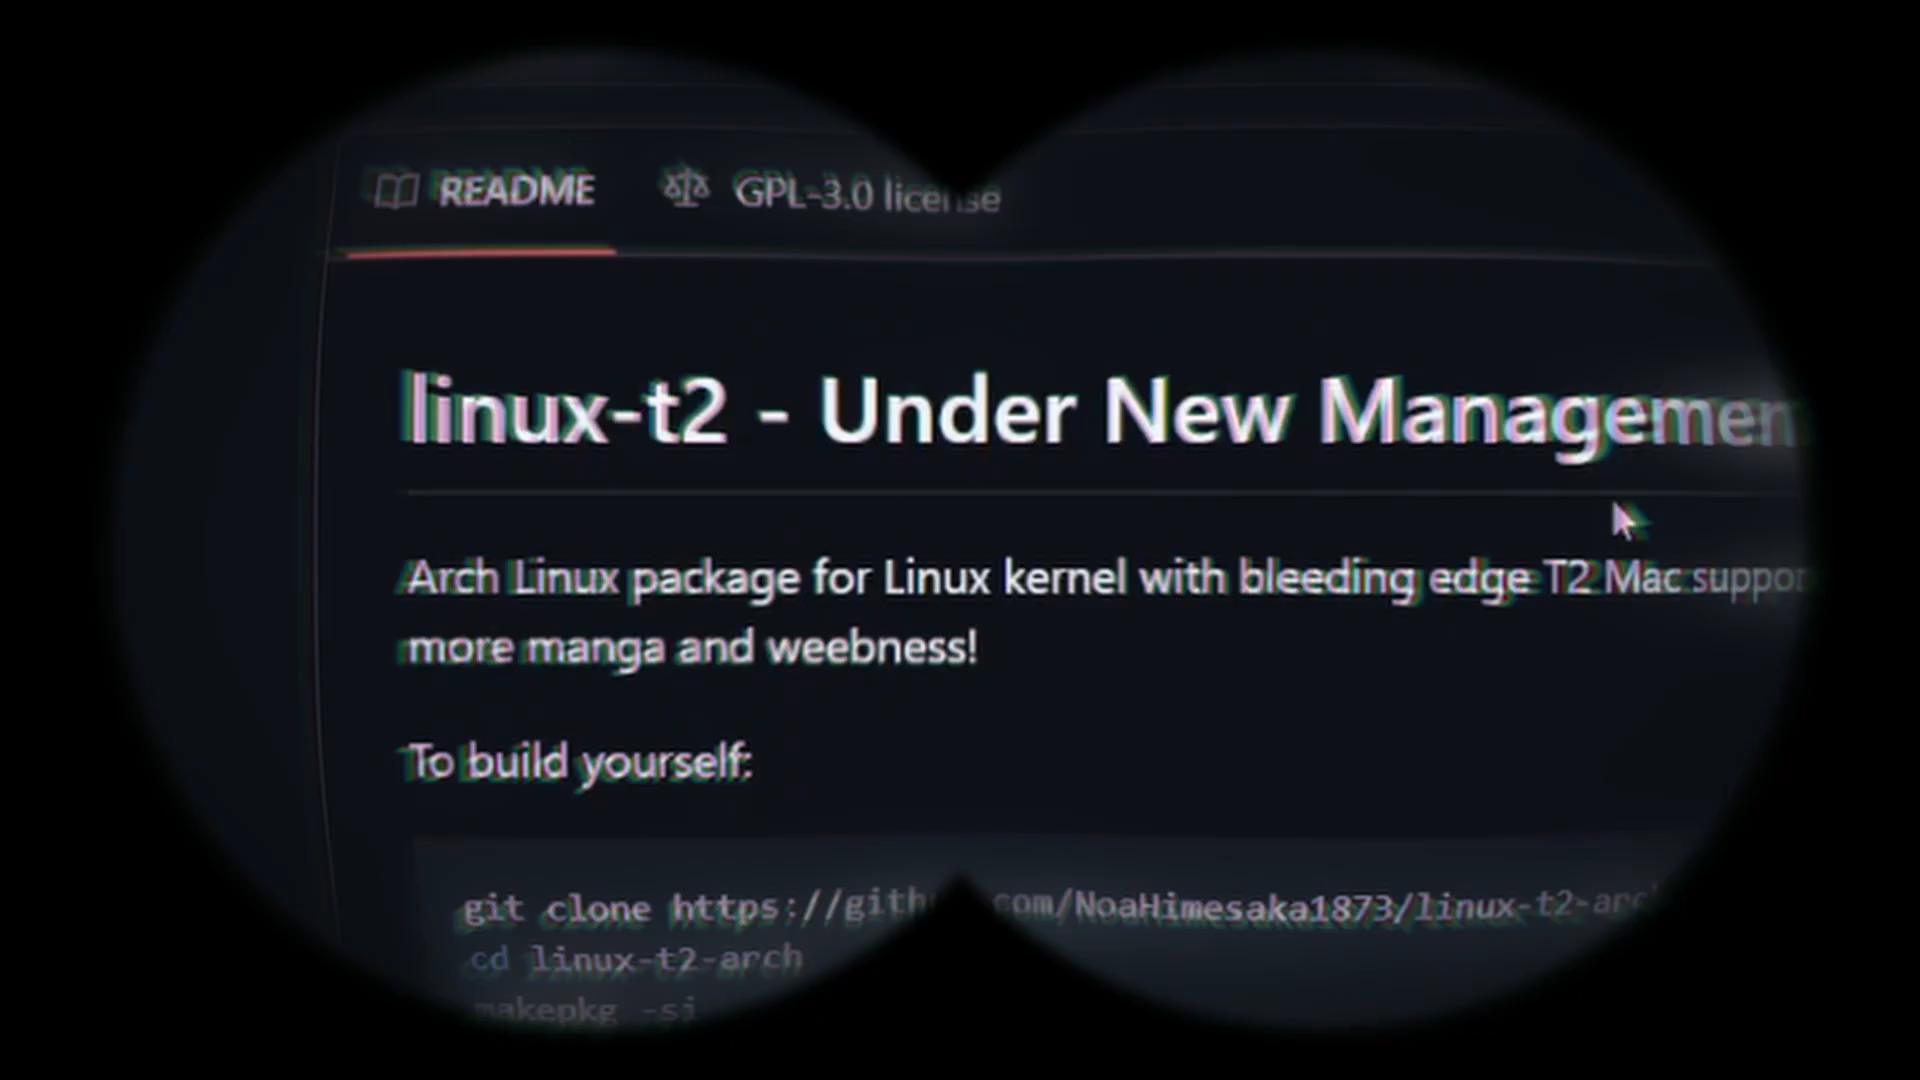 README GPL-3.0 license
linux-t2 - Under New Managemen
Arch Linux package for Linux kernel with bleeding edge T2 Mac suppor
more manga and weebness!
To build yourself:
git clone https://gith com/NoaHimesaka1873/linux-t2-arc
cd linux-t2-arch
makepkg -si